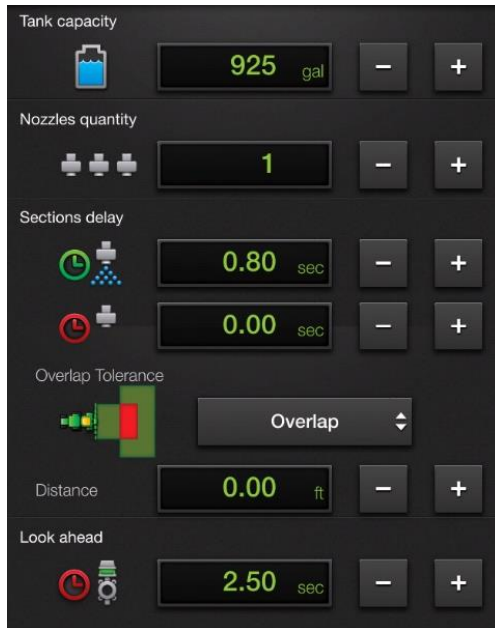 Tank capacity
925 gal
− +
Nozzles quantity
1
− +
Sections delay
0.80 sec
− +
0.00 sec
− +
Overlap Tolerance
Overlap
Distance
0.00 ft
− +
Look ahead
2.50 sec
− +